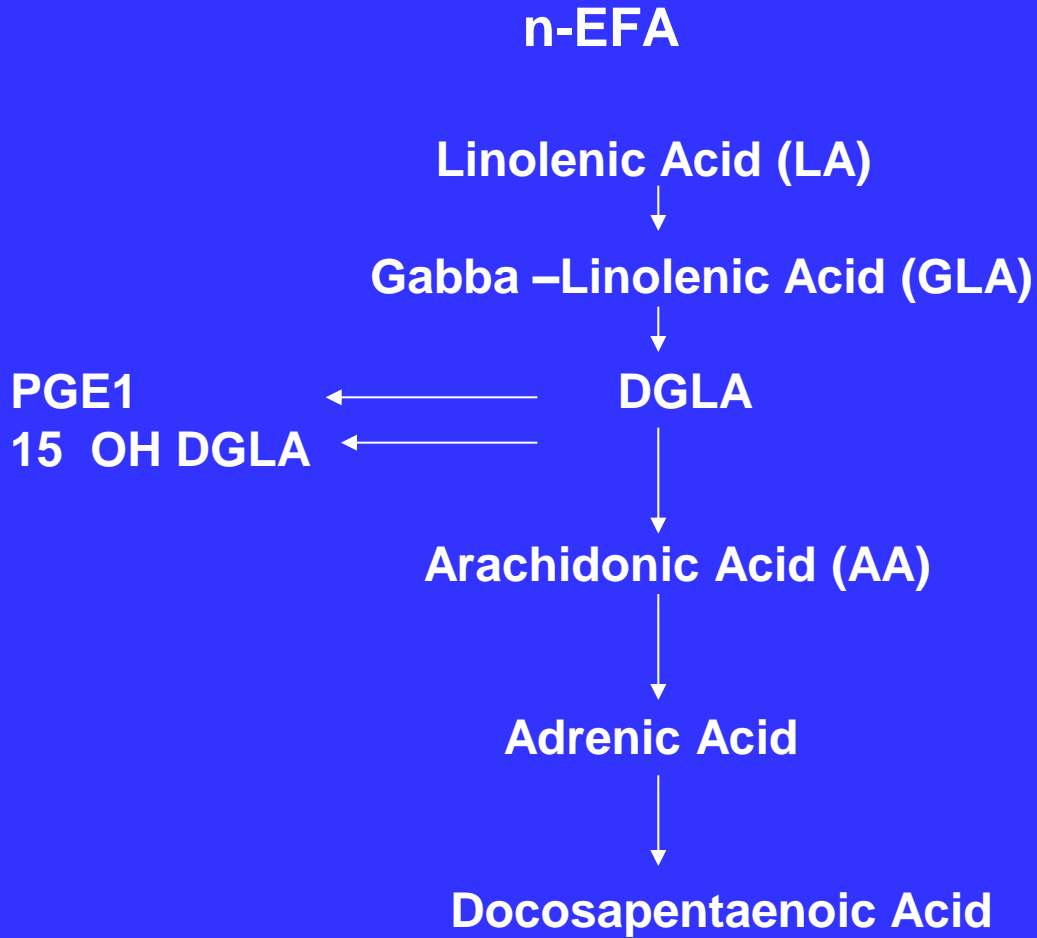 n-EFA
Linolenic Acid (LA)
Gabba –Linolenic Acid (GLA)
PGE1 DGLA
15 OH DGLA
Arachidonic Acid (AA)
Adrenic Acid
Docosapentaenoic Acid